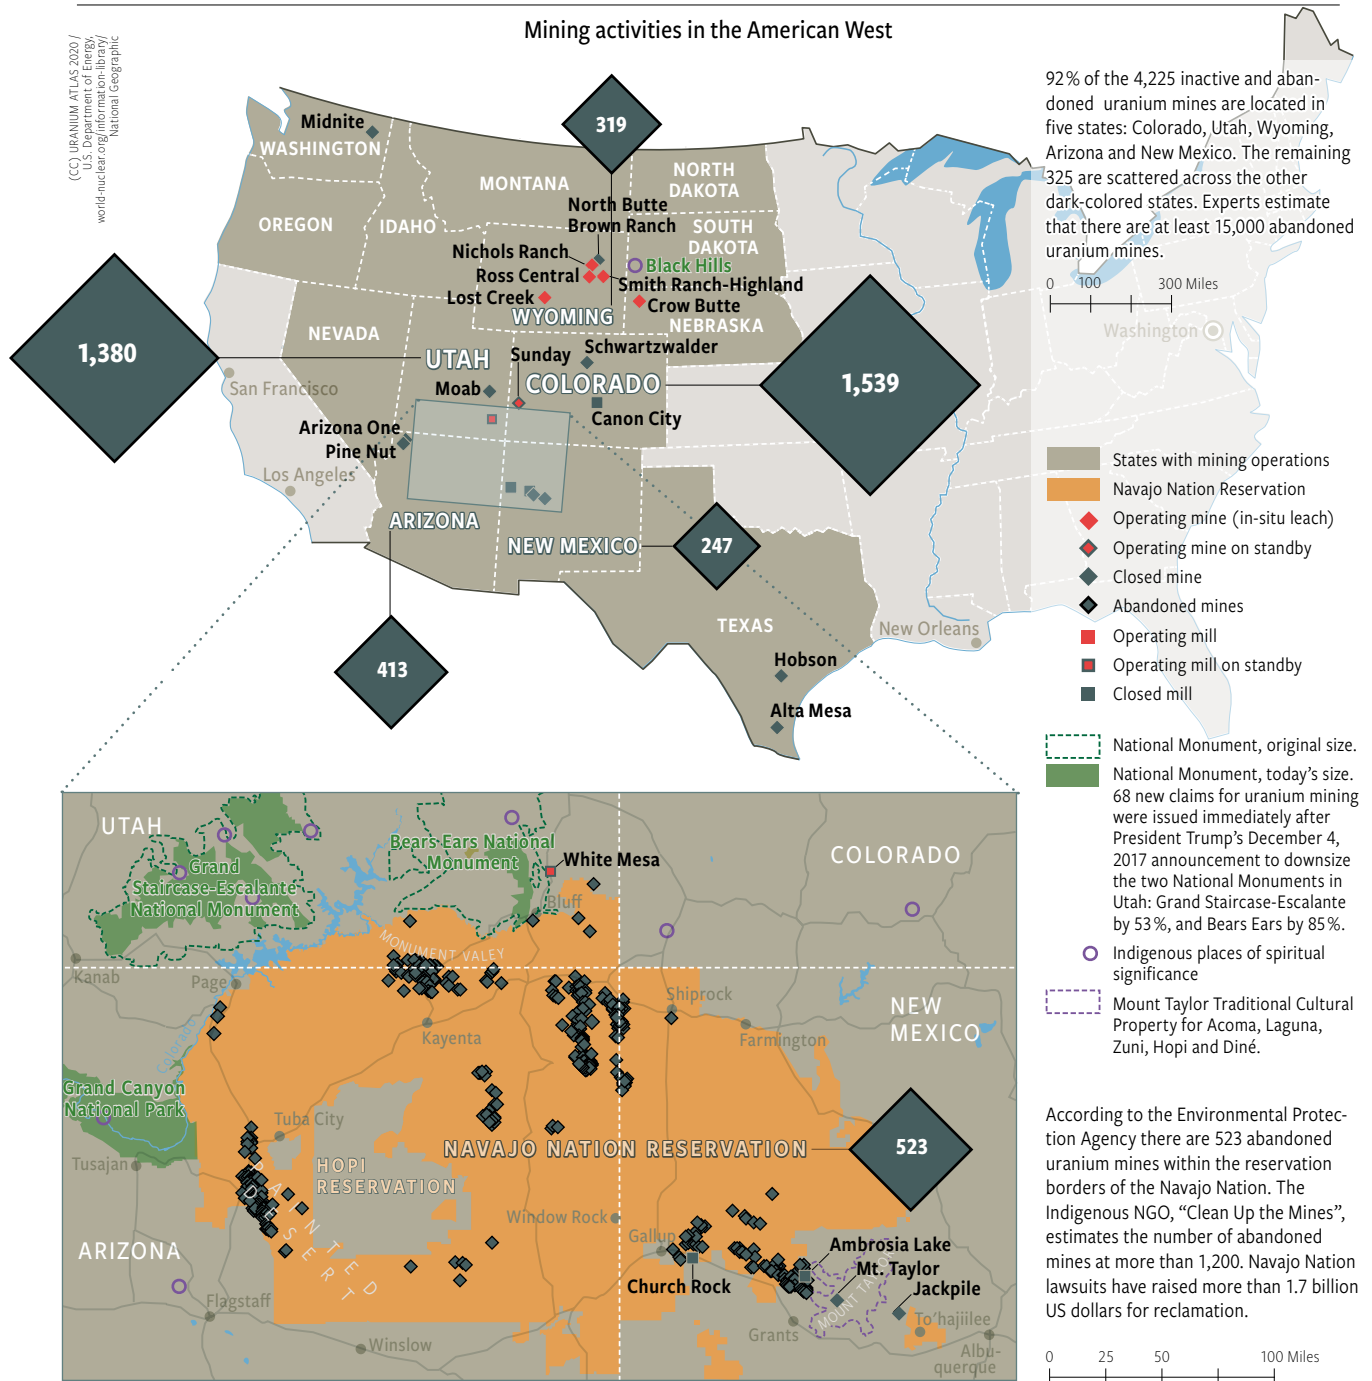 Mining activities in the American West
(CC) URANIUM ATLAS 2020 /
U.S. Department of Energy,
world-nuclear.org/information-library/
National Geographic
92% of the 4,225 inactive and aban-
doned uranium mines are located in
five states: Colorado, Utah, Wyoming,
Arizona and New Mexico. The remaining
325 are scattered across the other
dark-colored states. Experts estimate
that there are at least 15,000 abandoned
uranium mines.
0 100 300 Miles
Midnite
WASHINGTON
319
MONTANA
NORTH
DAKOTA
OREGON
IDAHO
North Butte
Brown Ranch
SOUTH
DAKOTA
Nichols Ranch
Black Hills
Ross Central
Smith Ranch-Highland
Lost Creek
Crow Butte
WYOMING
NEBRASKA
NEVADA
Washington
1,380
UTAH
Sunday
Schwartzwalder
COLORADO
1,539
San Francisco
Moab
Canon City
Arizona One
Pine Nut
Los Angeles
ARIZONA
NEW MEXICO
247
TEXAS
New Orleans
413
Hobson
Alta Mesa
States with mining operations
Navajo Nation Reservation
Operating mine (in-situ leach)
Operating mine on standby
Closed mine
Abandoned mines
Operating mill
Operating mill on standby
Closed mill
National Monument, original size.
National Monument, today's size.
68 new claims for uranium mining
were issued immediately after
President Trump's December 4,
2017 announcement to downsize
the two National Monuments in
Utah: Grand Staircase-Escalante
by 53%, and Bears Ears by 85%.
Indigenous places of spiritual
significance
Mount Taylor Traditional Cultural
Property for Acoma, Laguna,
Zuni, Hopi and Diné.
UTAH
Bears Ears National
Monument
White Mesa
COLORADO
Grand
Staircase-Escalante
National Monument
Bluff
MONUMENT VALEY
Kanab
Page
Shiprock
NEW
MEXICO
Colorado
Kayenta
Farmington
Grand Canyon
National Park
Tuba City
NAVAJO NATION RESERVATION
523
Tusajan
HOPI
RESERVATION
PAINTED
DESERT
Window Rock
Gallup
ARIZONA
Ambrosia Lake
Mt. Taylor
Jackpile
Church Rock
MOUNT TAYLOR
Flagstaff
To'hajiilee
Grants
Winslow
Albu-
querque
According to the Environmental Protec-
tion Agency there are 523 abandoned
uranium mines within the reservation
borders of the Navajo Nation. The
Indigenous NGO, "Clean Up the Mines",
estimates the number of abandoned
mines at more than 1,200. Navajo Nation
lawsuits have raised more than 1.7 billion
US dollars for reclamation.
0 25 50 100 Miles